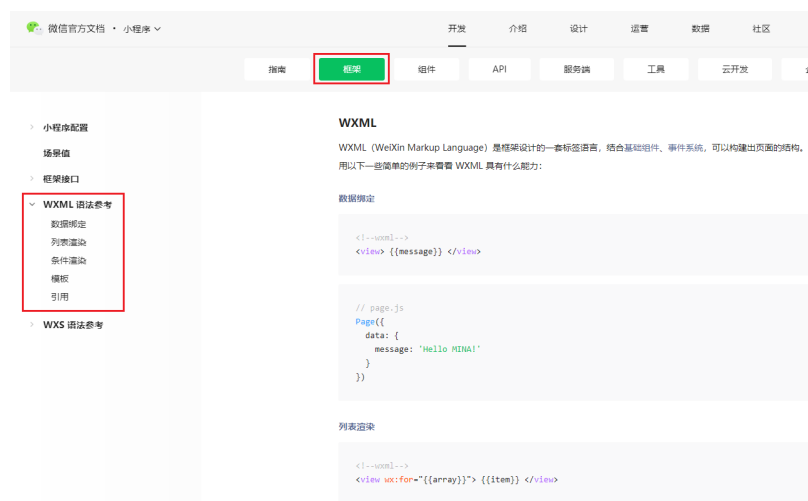 微信官方文档 · 小程序
开发 介绍 设计 运营 数据 社区
指南 框架 组件 API 服务端 工具 云开发
小程序配置
场景值
框架接口
WXML 语法参考
数据绑定
列表渲染
条件渲染
模板
引用
WXS 语法参考
WXML
WXML（WeiXin Markup Language）是框架设计的一套标签语言，结合基础组件、事件系统，可以构建出页面的结构。
用以下一些简单的例子来看看 WXML 具有什么能力：
数据绑定
<!--wxml-->
<view> {{message}} </view>
// page.js
Page({
data: {
message: 'Hello MINA!'
}
})
列表渲染
<!--wxml-->
<view wx:for="{{array}}"> {{item}} </view>